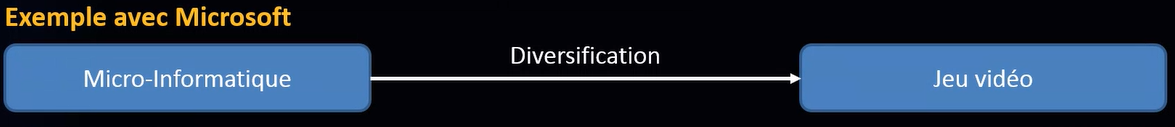 Exemple avec Microsoft
Diversification
Micro-Informatique
Jeu vidéo